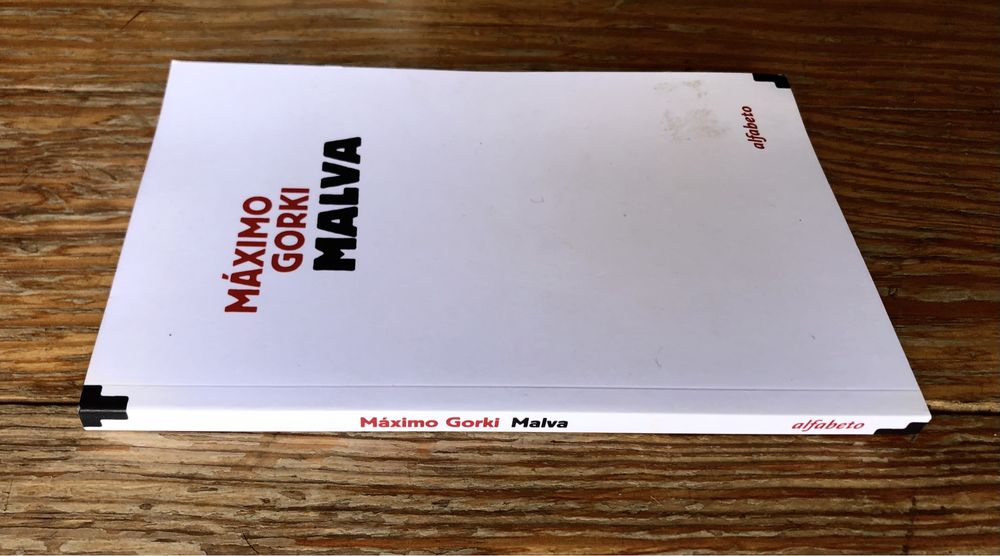 MÁXIMO
GORKI
MALVA
alfabeto
Máximo Gorki Malva
alfabeto